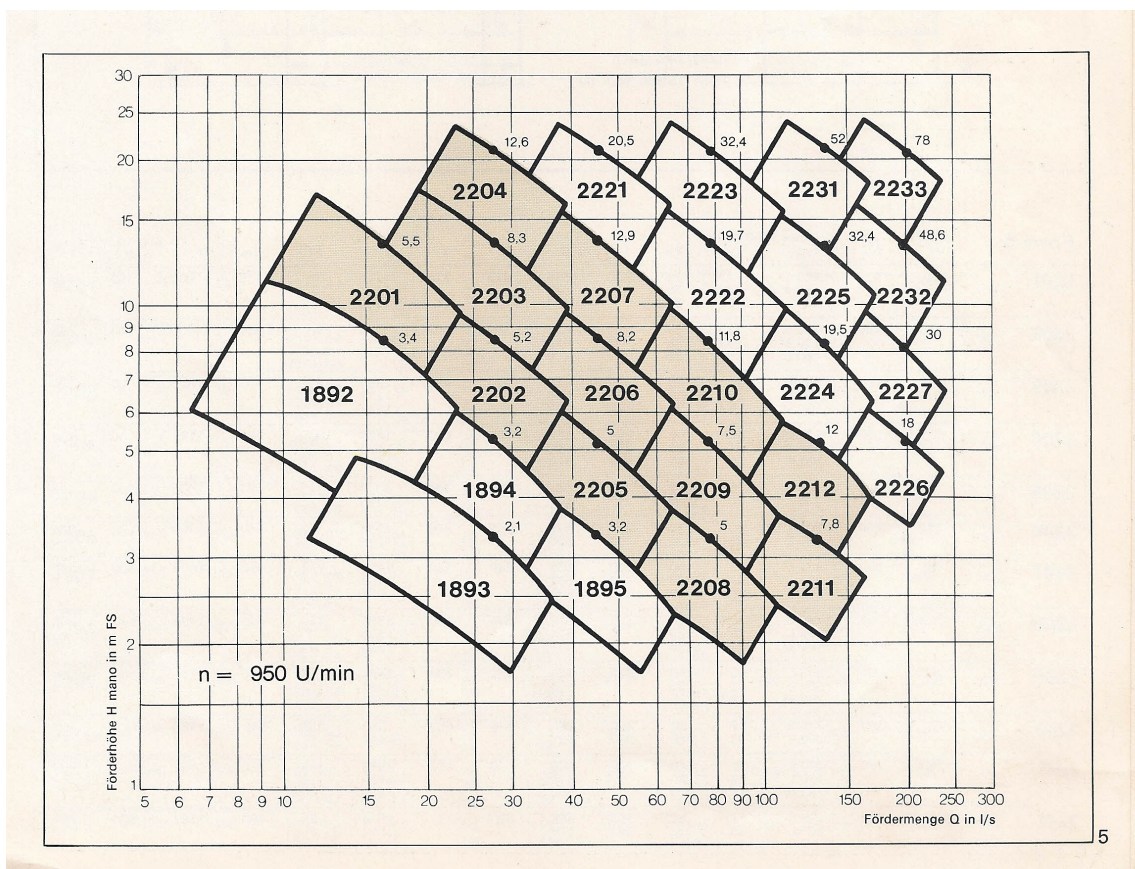 30
25
20
15
10
9
8
7
6
5
4
3
2
1
12,6 20,5 32,4 52 78
2204 2221 2223 2231 2233
5,5 8,3 12,9 19,7 32,4 48,6
2201 2203 2207 2222 2225 2232
3,4 5,2 8,2 11,8 19,5 30
1892 2202 2206 2210 2224 2227
3,2 5 7,5 12 18
1894 2205 2209 2212 2226
2,1 3,2 5 7,8
1893 1895 2208 2211
n = 950 U/min
Förderhöhe H mano in m FS
5 6 7 8 9 10 15 20 25 30 40 50 60 70 80 90 100 150 200 250 300
Fördermenge Q in l/s
5